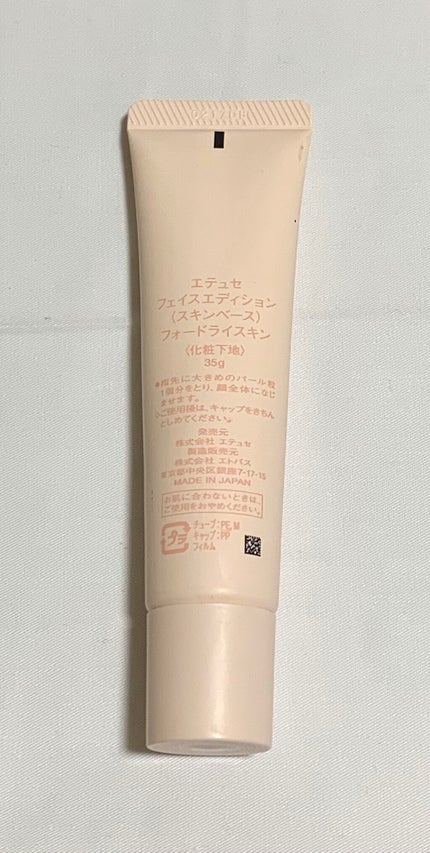 エテュセ
フェイスエディション
(スキンベース)
フォードライスキン
〈化粧下地〉
35g
●指先に大きめのパール粒
1個分をとり、顔全体になじ
ませます。
◇ご使用後は、キャップをきちん
としめてください。
発売元
株式会社 エテュセ
製造販売元
株式会社 エトバス
東京都中央区銀座7-17-15
MADE IN JAPAN
お肌に合わないときは、
ご使用をおやめください。
プラ
チューブ:PE,M
キャップ:PP
フィルム